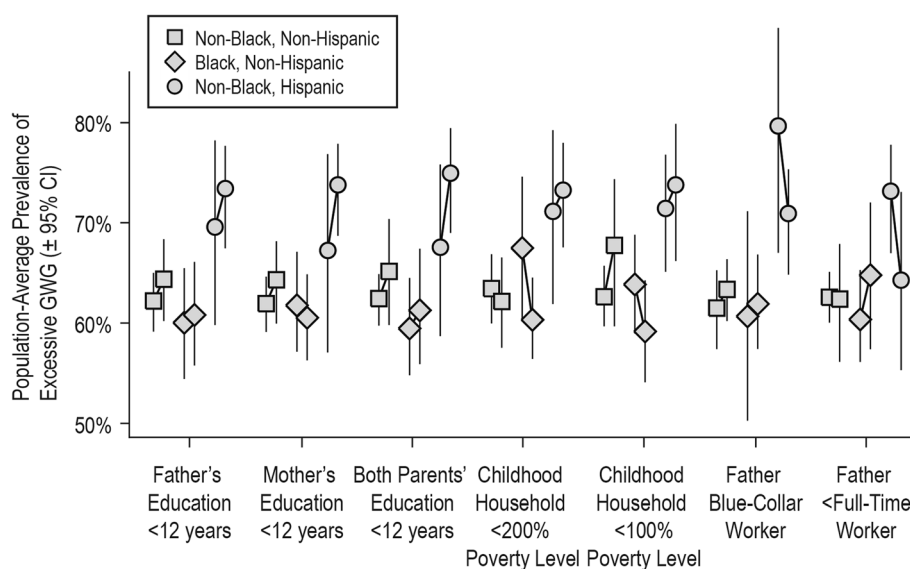 Non-Black, Non-Hispanic
Black, Non-Hispanic
Non-Black, Hispanic
Population-Average Prevalence of
Excessive GWG (± 95% CI)
80%
70%
60%
50%
Father's
Education
<12 years
Mother's
Education
<12 years
Both Parents'
Education
<12 years
Childhood
Household
<200%
Poverty Level
Childhood
Household
<100%
Poverty Level
Father
Blue-Collar
Worker
Father
<Full-Time
Worker